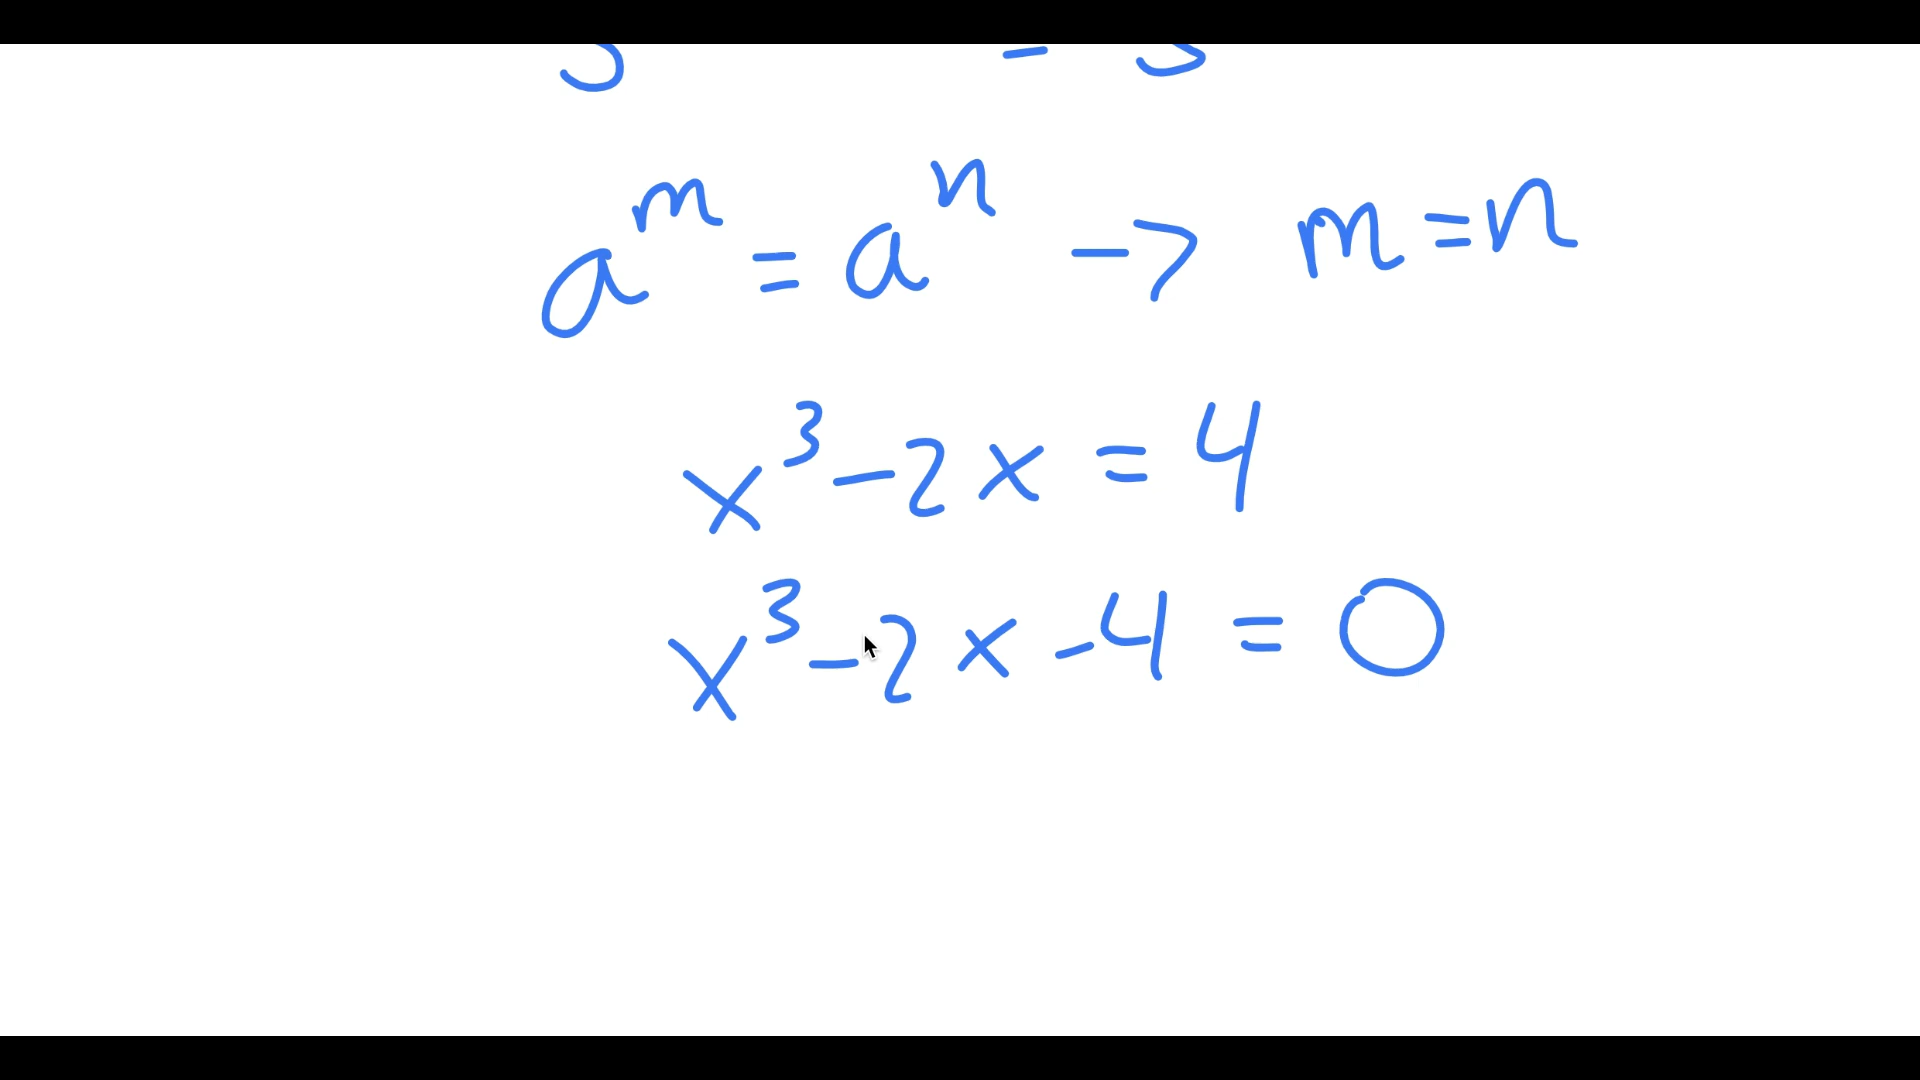 a^m = a^n -> m = n
x^3 - 2x = 4
x^3 - 2x - 4 = 0